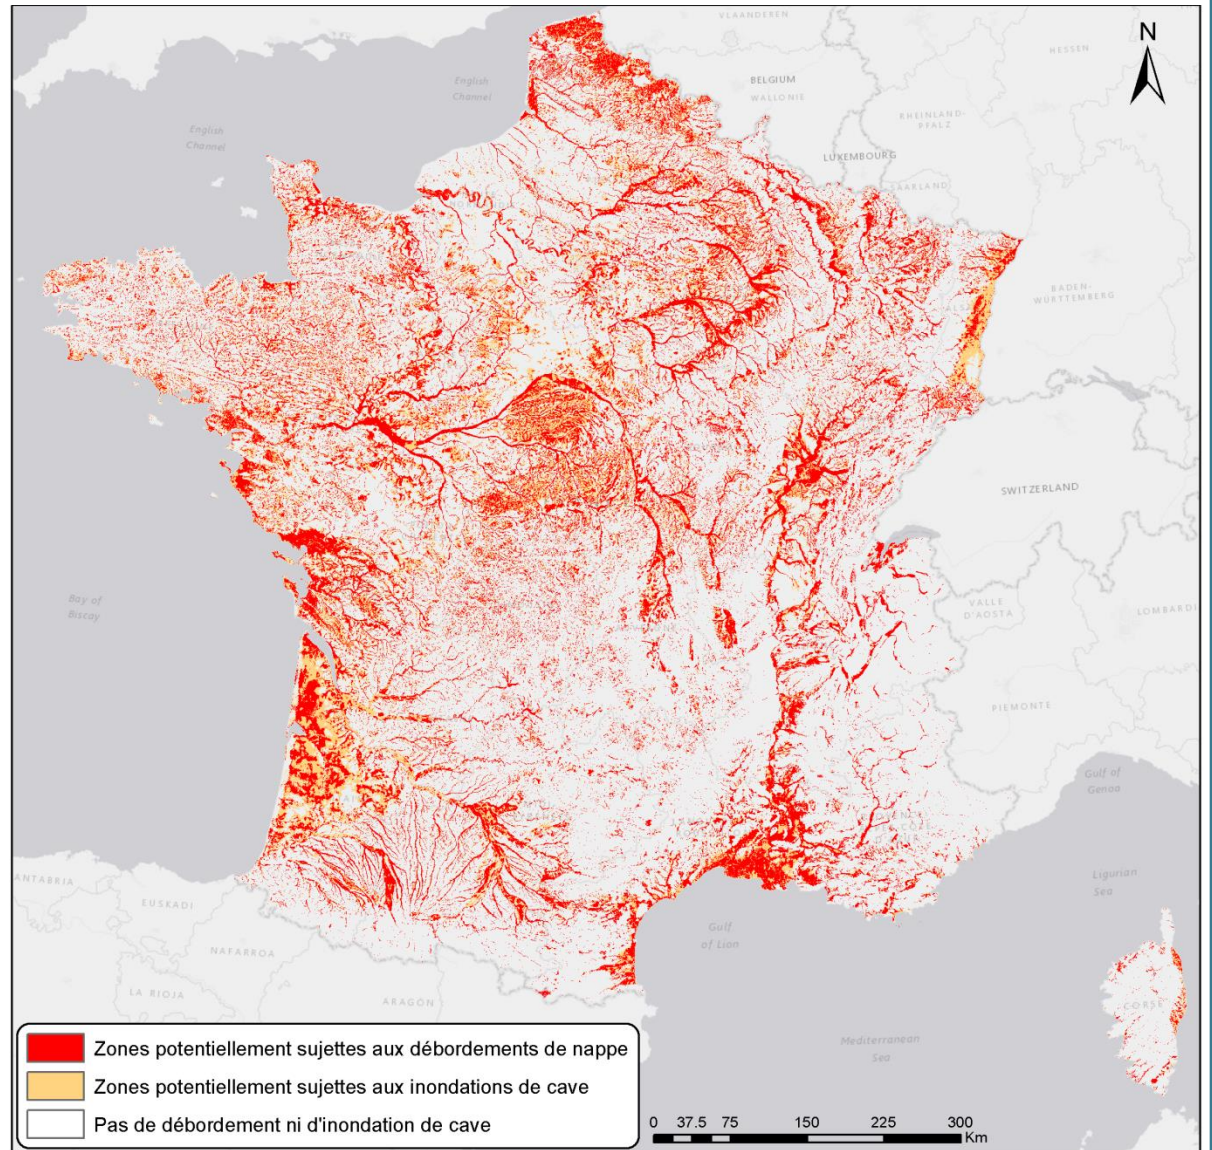 VLAANDEREN
N
HESSEN
English
Channel
BELGIUM
WALLONIE
RHEINLAND-
PFALZ
English
Channel
LUXEMBOURG
SAARLAND
BADEN-
WÜRTTEMBERG
SWITZERLAND
Bay of
Biscay
VALLE
D'AOSTA
LOMBARDI
PIEMONTE
Gulf of
Genoa
ANTABRIA
EUSKADI
Ligurian
Sea
Gulf
of Lion
NAFARROA
LA RIOJA
ARAGÓN
CORSE
Mediterranean
Sea
Zones potentiellement sujettes aux débordements de nappe
Zones potentiellement sujettes aux inondations de cave
Pas de débordement ni d'inondation de cave
0 37.5 75 150 225 300
Km